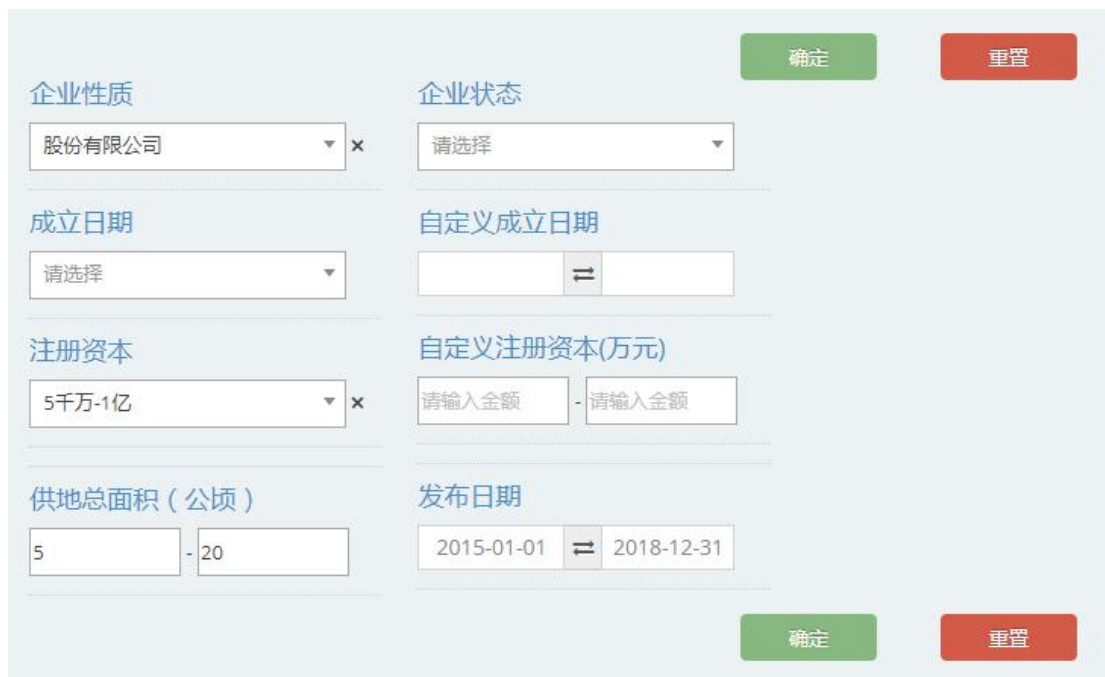 确定 重置
企业性质 企业状态
股份有限公司 × 请选择
成立日期 自定义成立日期
请选择
注册资本 自定义注册资本(万元)
5千万-1亿 × 请输入金额 - 请输入金额
供地总面积（公顷） 发布日期
5 - 20 2015-01-01 ⇄ 2018-12-31
确定 重置